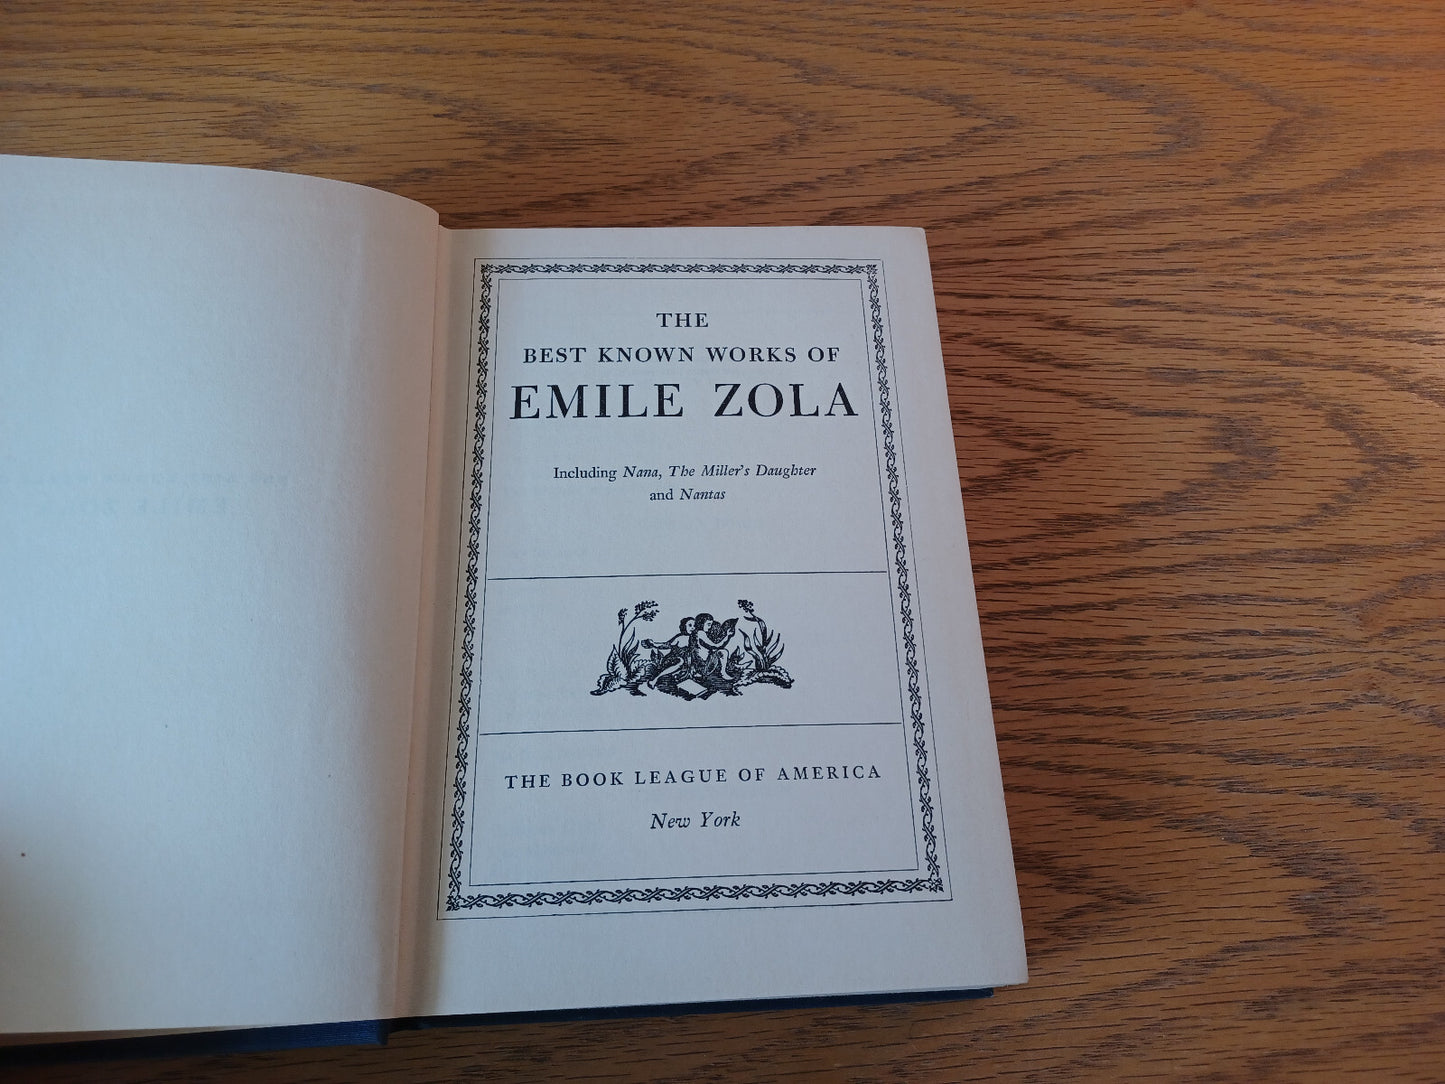 THE
BEST KNOWN WORKS OF
EMILE ZOLA
Including Nana, The Miller's Daughter
and Nantas
THE BOOK LEAGUE OF AMERICA
New York